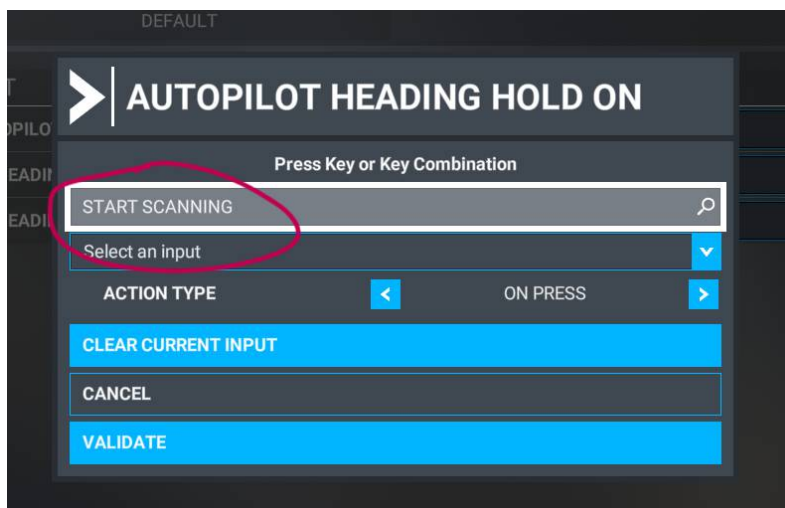 DEFAULT
AUTOPILOT HEADING HOLD ON
Press Key or Key Combination
START SCANNING
Select an input
ACTION TYPE ON PRESS
CLEAR CURRENT INPUT
CANCEL
VALIDATE